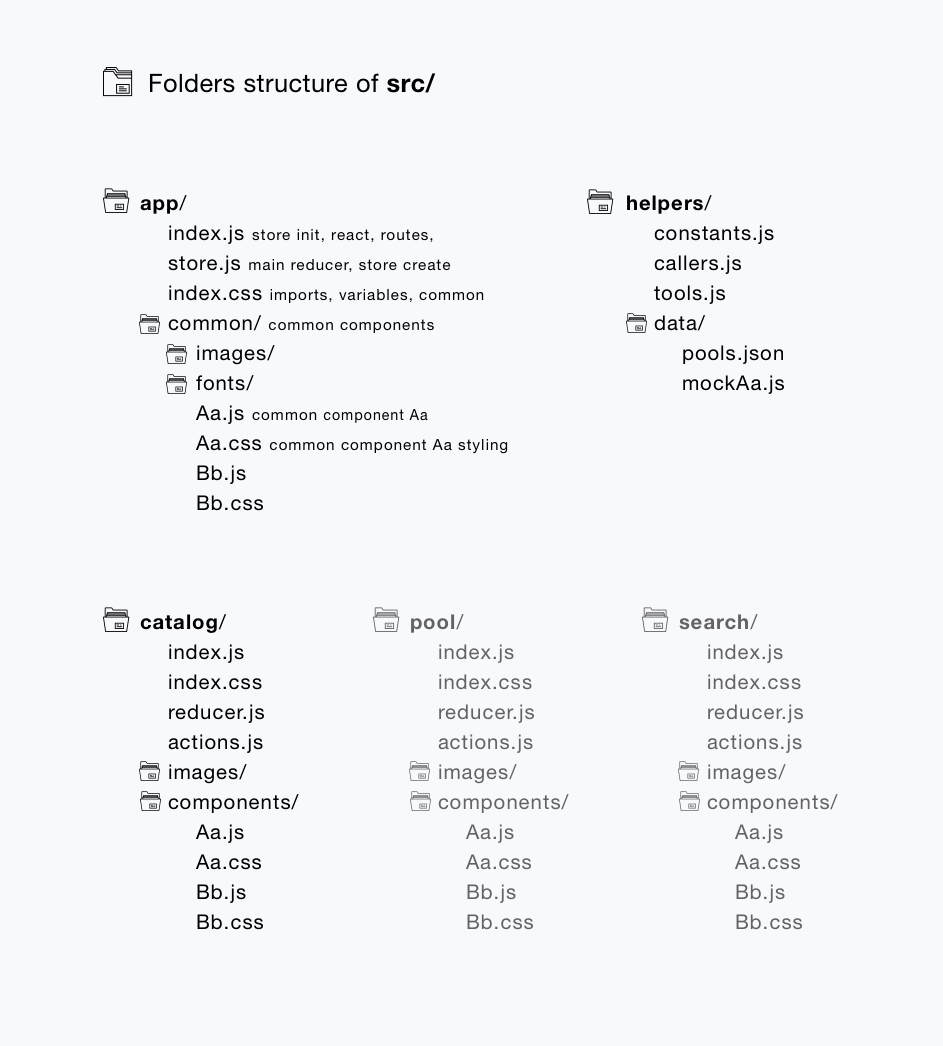 Folders structure of src/
app/
index.js store init, react, routes,
store.js main reducer, store create
index.css imports, variables, common
common/ common components
images/
fonts/
Aa.js common component Aa
Aa.css common component Aa styling
Bb.js
Bb.css
helpers/
constants.js
callers.js
tools.js
data/
pools.json
mockAa.js
catalog/
index.js
index.css
reducer.js
actions.js
images/
components/
Aa.js
Aa.css
Bb.js
Bb.css
pool/
index.js
index.css
reducer.js
actions.js
images/
components/
Aa.js
Aa.css
Bb.js
Bb.css
search/
index.js
index.css
reducer.js
actions.js
images/
components/
Aa.js
Aa.css
Bb.js
Bb.css